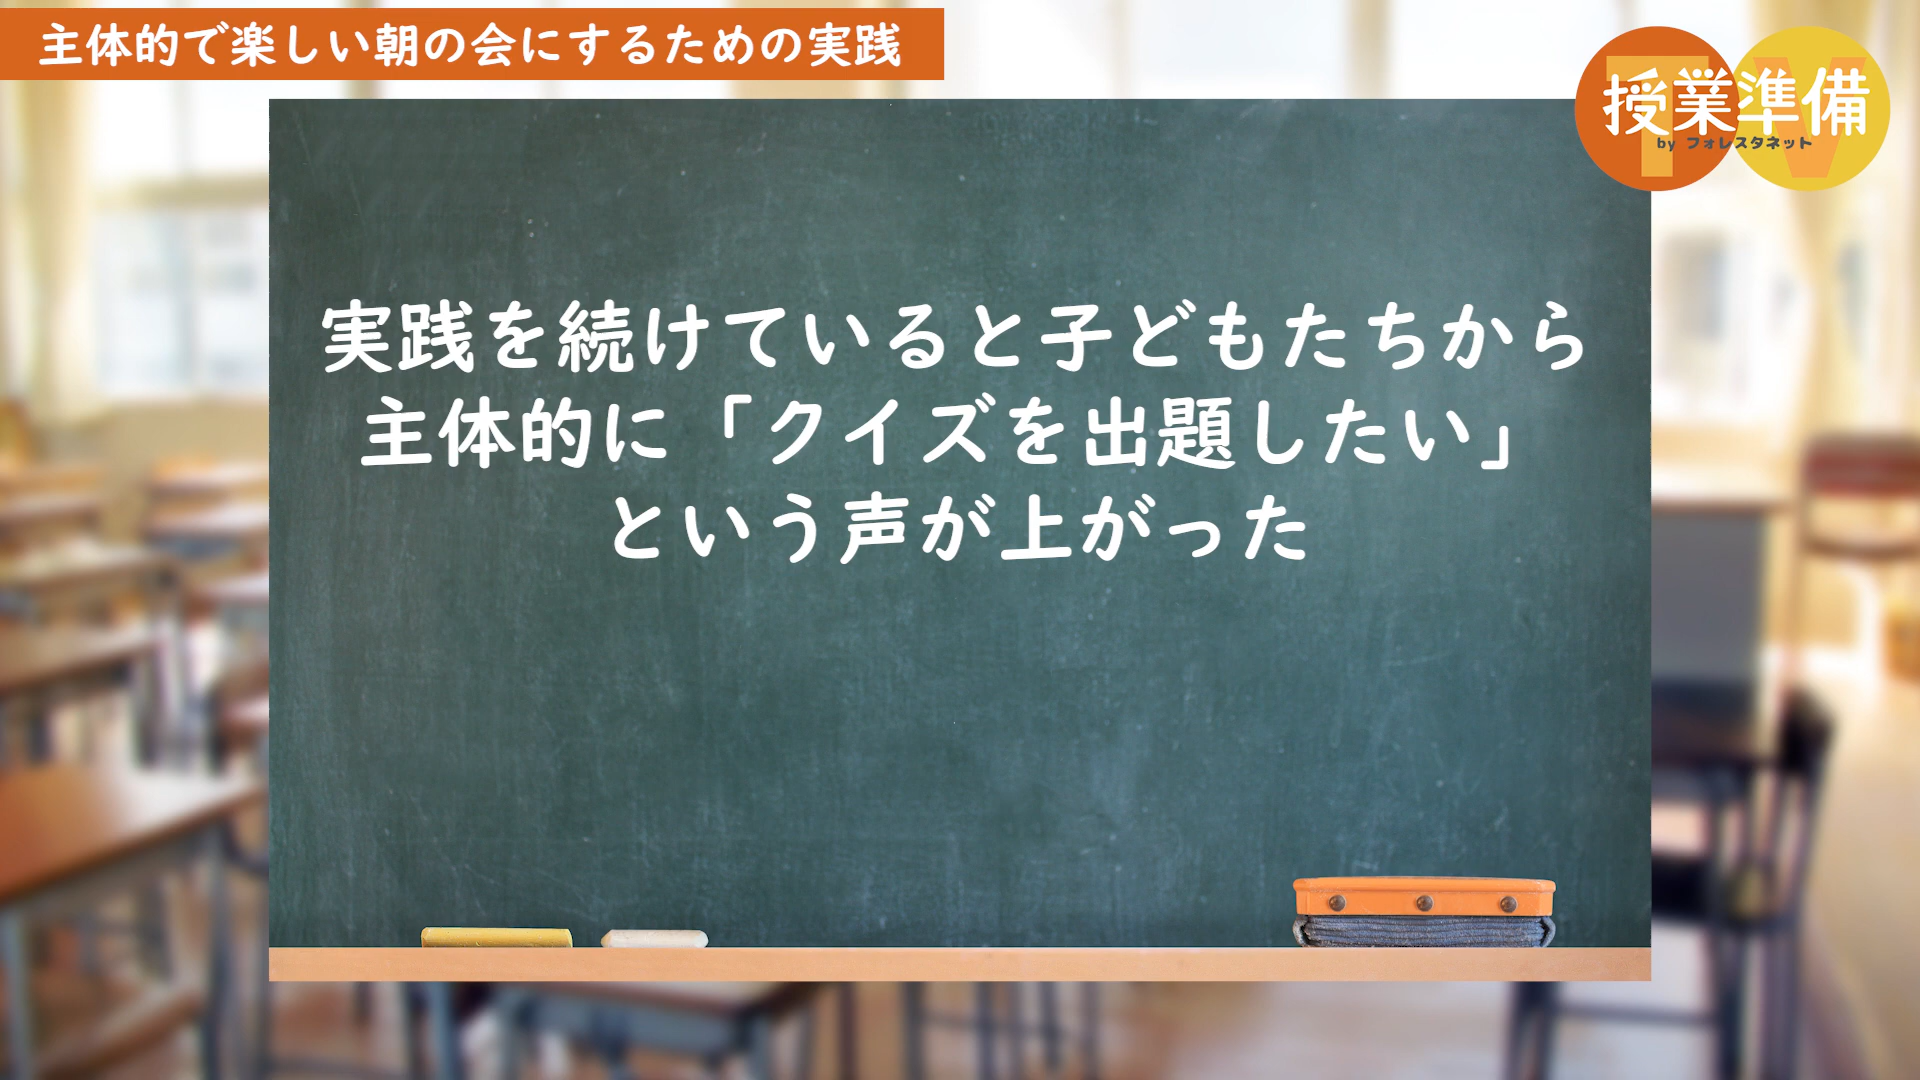 主体的で楽しい朝の会にするための実践
TV
授業準備
by フォレスタネット
実践を続けていると子どもたちから
主体的に「クイズを出題したい」
という声が上がった